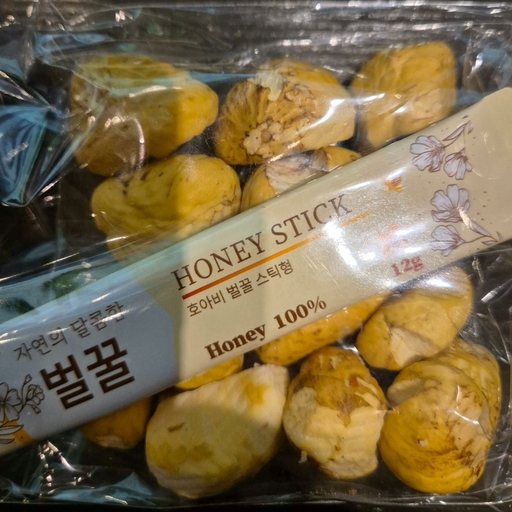 HONEY STICK
호아비 벌꿀 스틱형
Honey 100%
12g
자연의 달콤한
벌꿀